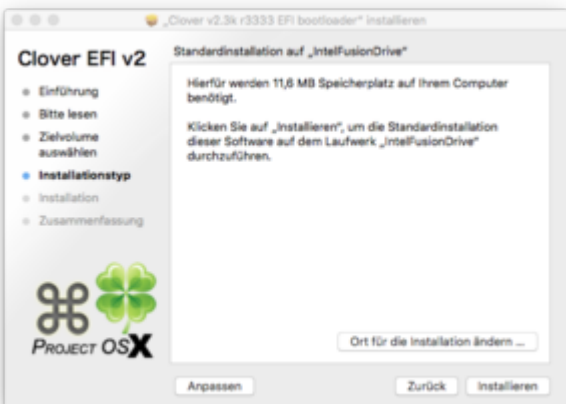 „Clover v2.3k r3333 EFI bootloader“ installieren
Clover EFI v2
Einführung
Bitte lesen
Zielvolume
auswählen
Installationstyp
Installation
Zusammenfassung
PROJECT OSX
Standardinstallation auf „IntelFusionDrive“
Hierfür werden 11,6 MB Speicherplatz auf Ihrem Computer
benötigt.
Klicken Sie auf „Installieren“, um die Standardinstallation
dieser Software auf dem Laufwerk „IntelFusionDrive“
durchzuführen.
Ort für die Installation ändern ...
Anpassen
Zurück
Installieren